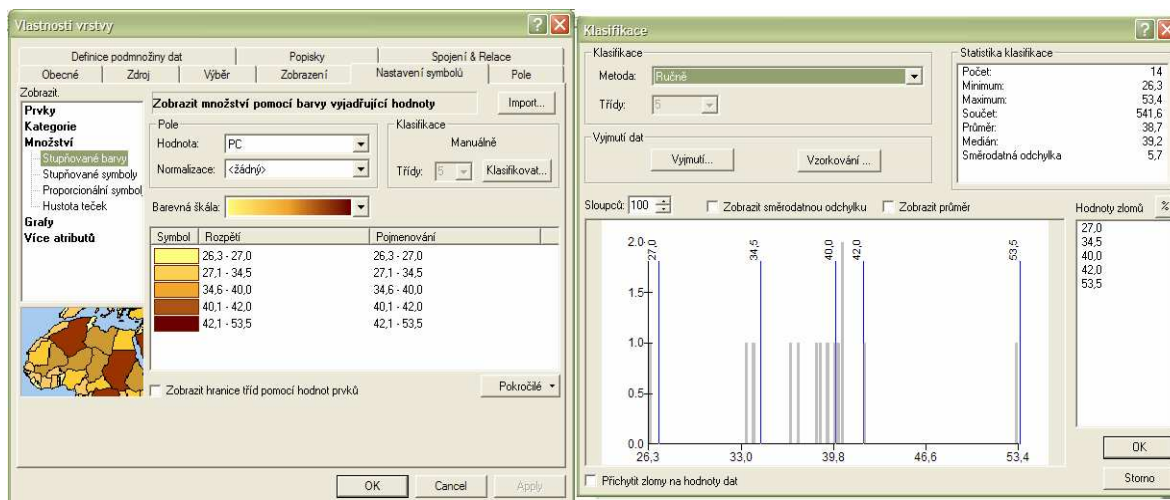 Vlastnosti vrstvy
Definice podmnožiny dat
Popisky
Spojení & Relace
Obecné
Zdroj
Výběr
Zobrazení
Nastavení symbolů
Pole
Zobrazit.
Prvky
Kategorie
Množství
Stupňované barvy
Stupňované symboly
Proporcionální symbol
Hustota teček
Grafy
Více atributů
Zobrazit množství pomocí barvy vyjadřující hodnoty
Import...
Pole
Hodnota: PC
Normalizace: <žádný>
Klasifikace
Manuálně
Třídy: 5
Klasifikovat...
Barevná škála:
Symbol Rozpětí Pojmenování
26,3 - 27,0 26,3 - 27,0
27,1 - 34,5 27,1 - 34,5
34,6 - 40,0 34,6 - 40,0
40,1 - 42,0 40,1 - 42,0
42,1 - 53,5 42,1 - 53,5
Zobrazit hranice tříd pomocí hodnot prvků
Pokročilé
OK Cancel Apply
Klasifikace
Klasifikace
Metoda: Ručně
Třídy: 5
Vyjmutí dat
Vyjmutí... Vzorkování ...
Statistika klasifikace
Počet: 14
Minimum: 26,3
Maximum: 53,4
Součet: 541,6
Průměr: 38,7
Medián: 39,2
Směrodatná odchylka 5,7
Sloupců: 100
Zobrazit směrodatnou odchylku
Zobrazit průměr
Hodnoty zlomů %
27,0
34,5
40,0
42,0
53,5
27,0 34,5 40,0 42,0 53,5
2.0
1.5
1.0
0.5
0.0
26,3 33,0 39,8 46,6 53,4
Přichytit zlomy na hodnoty dat
OK
Storno